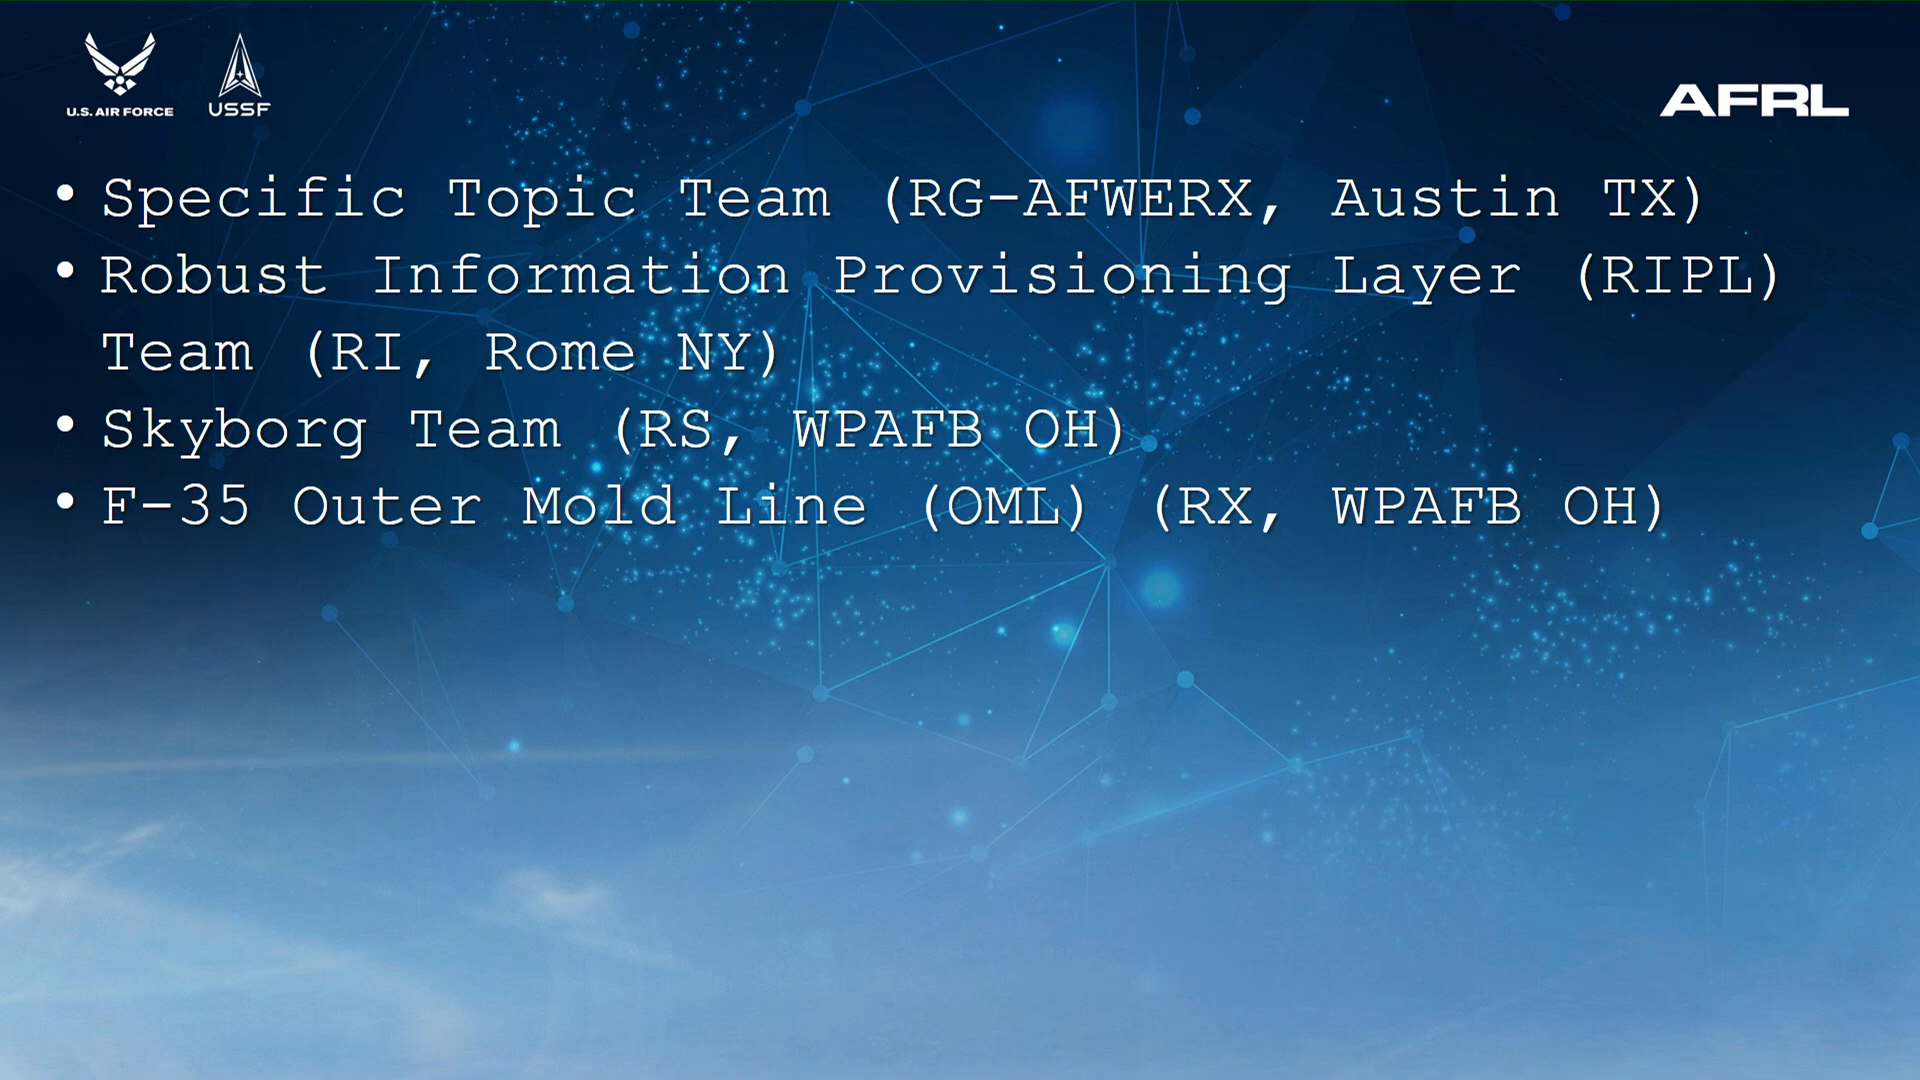 U.S. AIR FORCE
USSF
AFRL
• Specific Topic Team (RG-AFWERX, Austin TX)
• Robust Information Provisioning Layer (RIPL)
Team (RI, Rome NY)
• Skyborg Team (RS, WPAFB OH)
• F-35 Outer Mold Line (OML) (RX, WPAFB OH)